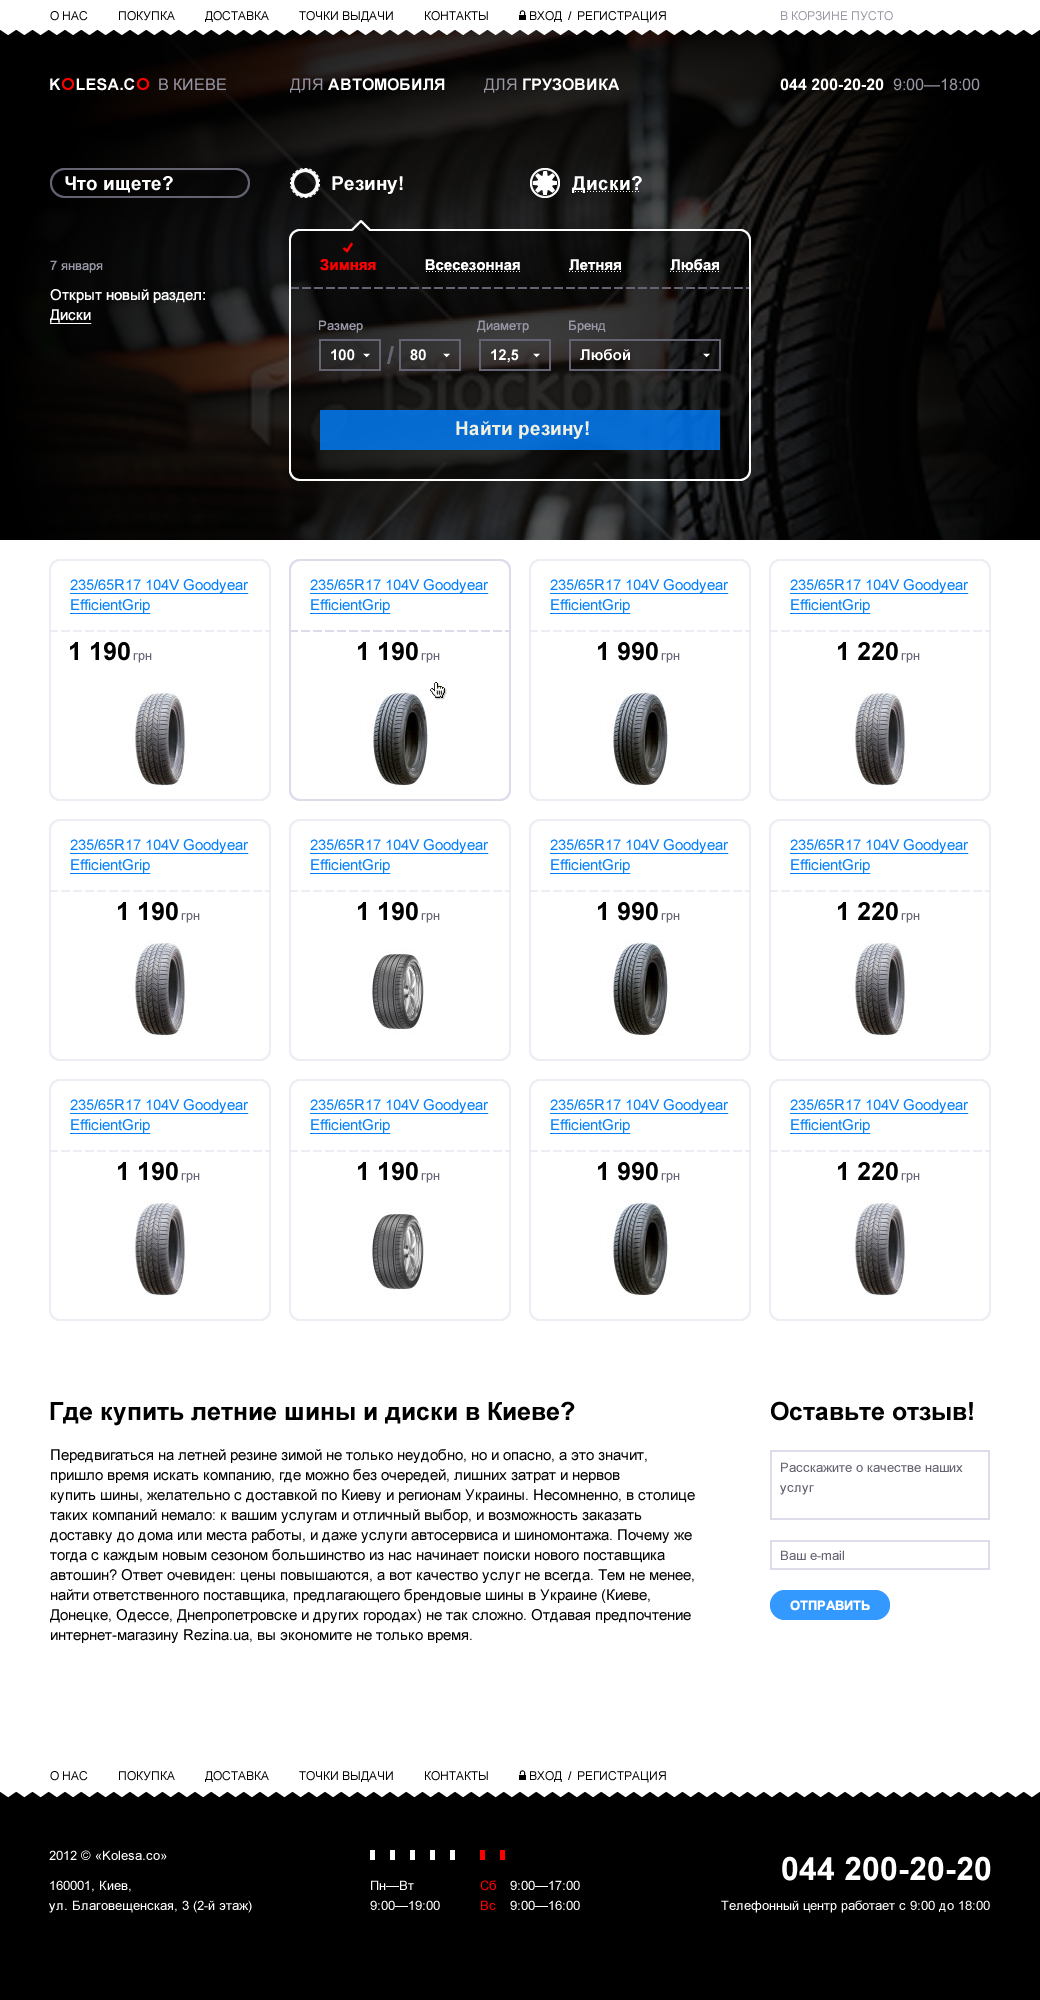 О НАС ПОКУПКА ДОСТАВКА ТОЧКИ ВЫДАЧИ КОНТАКТЫ ВХОД / РЕГИСТРАЦИЯ В КОРЗИНЕ ПУСТО
KOLESA.CO В КИЕВЕ ДЛЯ АВТОМОБИЛЯ ДЛЯ ГРУЗОВИКА 044 200-20-20 9:00—18:00
Что ищете? Резину! Диски?
7 января
Открыт новый раздел:
Диски
Зимняя Всесезонная Летняя Любая
Размер Диаметр Бренд
100 / 80 12,5 Любой
iStockphoto
Найти резину!
235/65R17 104V Goodyear 235/65R17 104V Goodyear 235/65R17 104V Goodyear 235/65R17 104V Goodyear
EfficientGrip EfficientGrip EfficientGrip EfficientGrip
1 190 грн 1 190 грн 1 990 грн 1 220 грн
235/65R17 104V Goodyear 235/65R17 104V Goodyear 235/65R17 104V Goodyear 235/65R17 104V Goodyear
EfficientGrip EfficientGrip EfficientGrip EfficientGrip
1 190 грн 1 190 грн 1 990 грн 1 220 грн
235/65R17 104V Goodyear 235/65R17 104V Goodyear 235/65R17 104V Goodyear 235/65R17 104V Goodyear
EfficientGrip EfficientGrip EfficientGrip EfficientGrip
1 190 грн 1 190 грн 1 990 грн 1 220 грн
Где купить летние шины и диски в Киеве?
Передвигаться на летней резине зимой не только неудобно, но и опасно, а это значит,
пришло время искать компанию, где можно без очередей, лишних затрат и нервов
купить шины, желательно с доставкой по Киеву и регионам Украины. Несомненно, в столице
таких компаний немало: к вашим услугам и отличный выбор, и возможность заказать
доставку до дома или места работы, и даже услуги автосервиса и шиномонтажа. Почему же
тогда с каждым новым сезоном большинство из нас начинает поиски нового поставщика
автошин? Ответ очевиден: цены повышаются, а вот качество услуг не всегда. Тем не менее,
найти ответственного поставщика, предлагающего брендовые шины в Украине (Киеве,
Донецке, Одессе, Днепропетровске и других городах) не так сложно. Отдавая предпочтение
интернет-магазину Rezina.ua, вы экономите не только время.
Оставьте отзыв!
Расскажите о качестве наших
услуг
Ваш e-mail
ОТПРАВИТЬ
О НАС ПОКУПКА ДОСТАВКА ТОЧКИ ВЫДАЧИ КОНТАКТЫ ВХОД / РЕГИСТРАЦИЯ
2012 © «Kolesa.co»
160001, Киев,
ул. Благовещенская, 3 (2-й этаж)
Пн—Вт Сб 9:00—17:00
9:00—19:00 Вс 9:00—16:00
044 200-20-20
Телефонный центр работает с 9:00 до 18:00